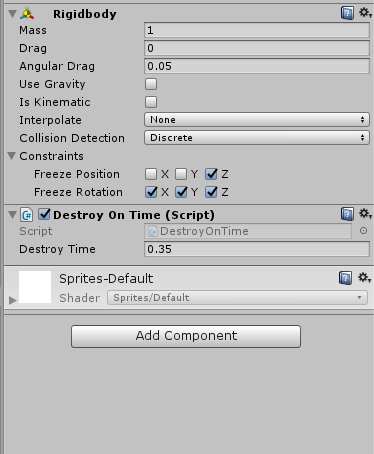 Rigidbody
Mass 1
Drag 0
Angular Drag 0.05
Use Gravity
Is Kinematic
Interpolate None
Collision Detection Discrete
Constraints
Freeze Position X Y Z
Freeze Rotation X Y Z
C# Destroy On Time (Script)
Script DestroyOnTime
Destroy Time 0.35
Sprites-Default
Shader Sprites/Default
Add Component